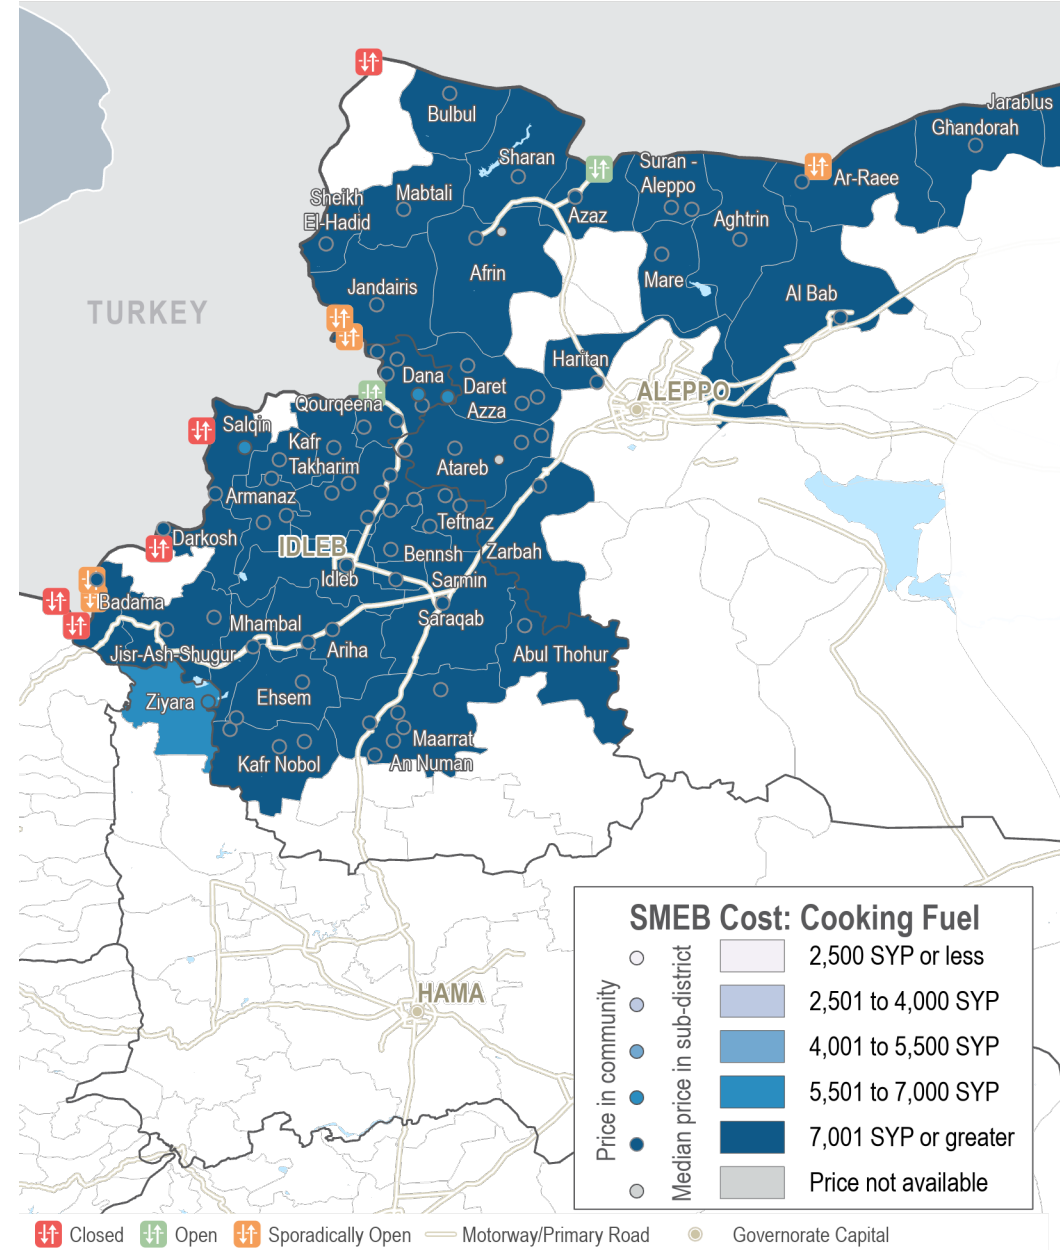 Jarablus
Bulbul
Ghandorah
Sharan
Suran -
Aleppo
Ar-Raee
Mabtali
Sheikh
El-Hadid
Azaz
Aghtrin
Afrin
Mare
Jandairis
Al Bab
TURKEY
Haritan
Dana
Daret
Azza
ALEPPO
Qourqeena
Salqin
Kafr
Takharim
Atareb
Armanaz
Teftnaz
Darkosh
IDLEB
Bennsh
Zarbah
Idleb
Sarmin
Badama
Saraqab
Mhambal
Ariha
Jisr-Ash-Shugur
Abul Thohur
Ziyara
Ehsem
Maarrat
An Numan
Kafr Nobol
HAMA
SMEB Cost: Cooking Fuel
Price in community
Median price in sub-district
2,500 SYP or less
2,501 to 4,000 SYP
4,001 to 5,500 SYP
5,501 to 7,000 SYP
7,001 SYP or greater
Price not available
Closed
Open
Sporadically Open
Motorway/Primary Road
Governorate Capital